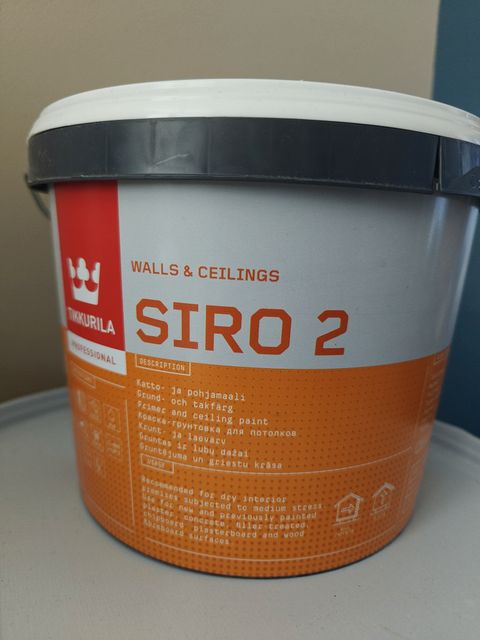 WALLS & CEILINGS
TIKKURILA
SIRO 2
PROFESSIONAL
DESCRIPTION
Katto- ja pohjamaali
Grund- och takfärg
Primer and ceiling paint
Краска-грунтовка для потолков
Krunt- ja laevärv
Gruntas ir lubų dažai
Gruntējuma un griestu krāsa
USAGE
Recommended for dry interior
premises subjected to medium stress.
Use for new and previously painted
plaster, concrete, filler-treated,
chipboard, plasterboard and wood
fibreboard surfaces